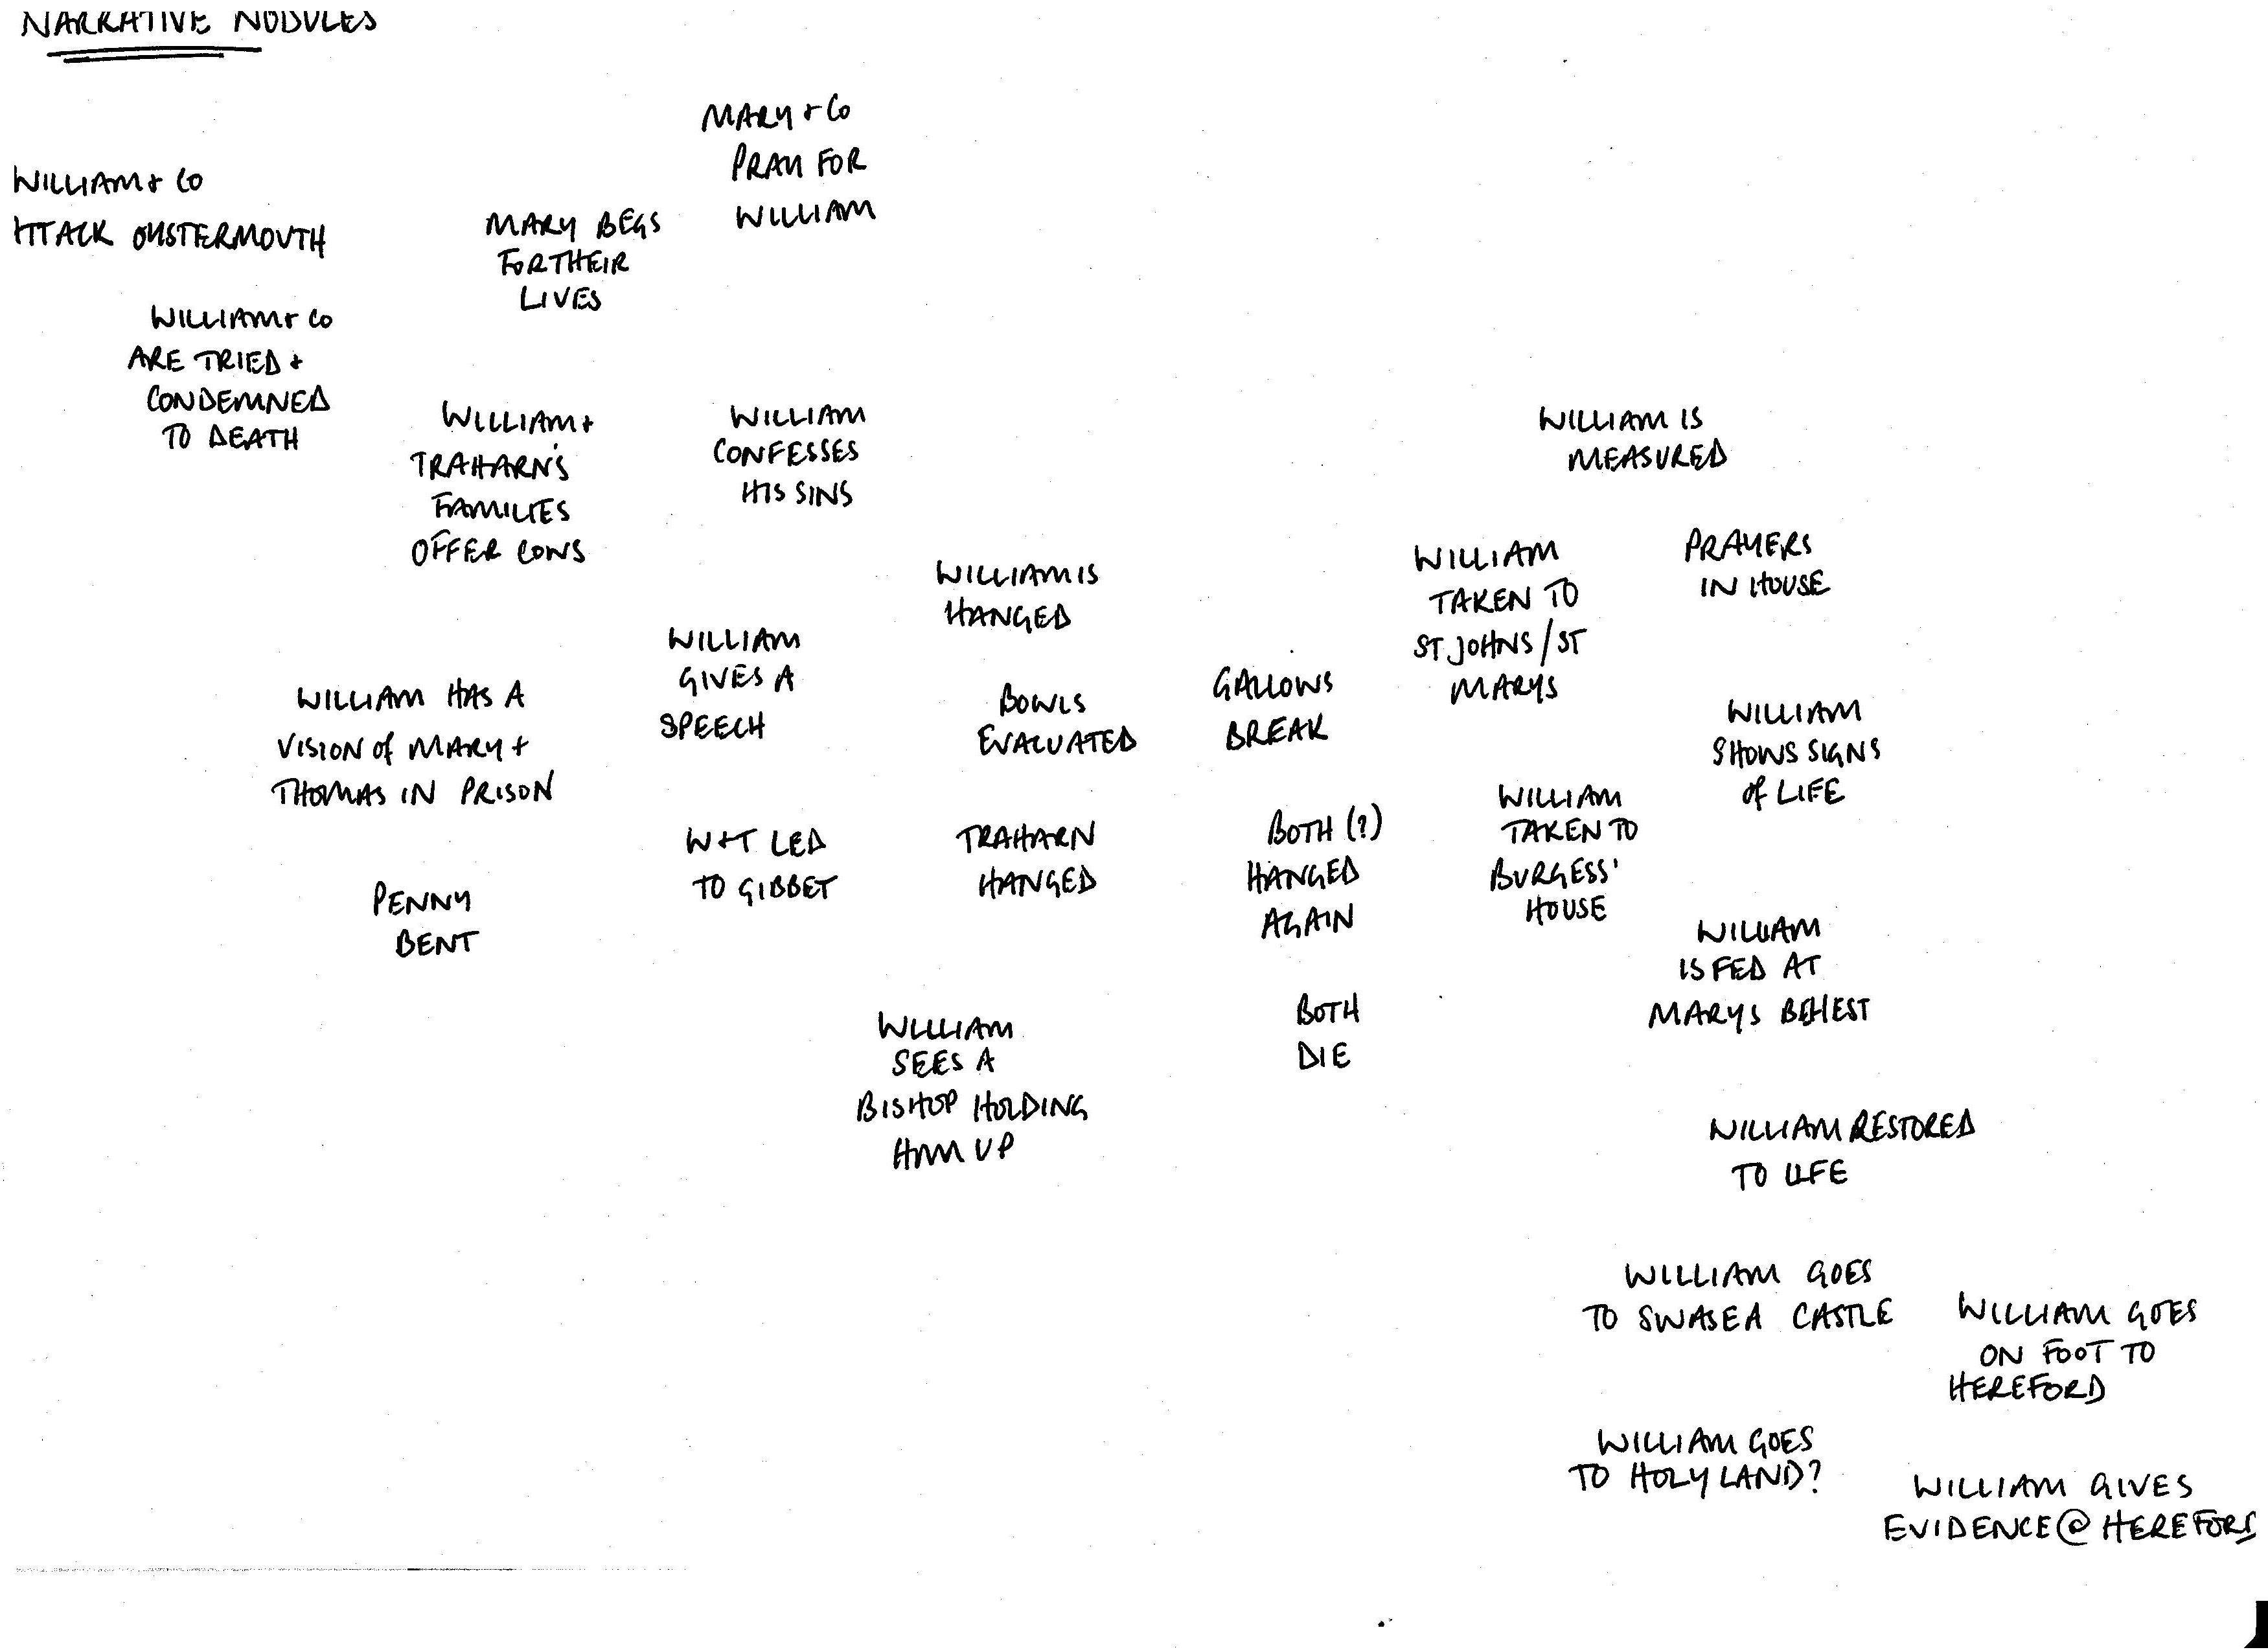 NARRATIVE NODULES
WILLIAM + Co
ATTACK OYSTERMOUTH
WILLIAM + Co
ARE TRIED +
CONDEMNED
TO DEATH
MARY BEGS
FOR THEIR
LIVES
WILLIAM +
TRAHARN'S
FAMILIES
OFFER COWS
WILLIAM HAS A
VISION of MARY +
THOMAS IN PRISON
PENNY
BENT
MARY + Co
PRAY FOR
WILLIAM
WILLIAM
CONFESSES
HIS SINS
WILLIAM
GIVES A
SPEECH
W+T LED
TO GIBBET
WILLIAM IS
HANGED
BOWLS
EVACUATED
TRAHARN
HANGED
WILLIAM
SEES A
BISHOP HOLDING
HIM UP
GALLOWS
BREAK
BOTH (?)
HANGED
AGAIN
BOTH
DIE
WILLIAM IS
MEASURED
WILLIAM
TAKEN TO
ST JOHNS / ST
MARYS
WILLIAM
TAKEN TO
BURGESS'
HOUSE
PRAYERS
IN HOUSE
WILLIAM
SHOWS SIGNS
of LIFE
WILLIAM
IS FED AT
MARYS BEHEST
WILLIAM RESTORED
TO LIFE
WILLIAM GOES
TO SWASEA CASTLE
WILLIAM GOES
TO HOLY LAND?
WILLIAM GOES
ON FOOT TO
HEREFORD
WILLIAM GIVES
EVIDENCE @ HEREFORD